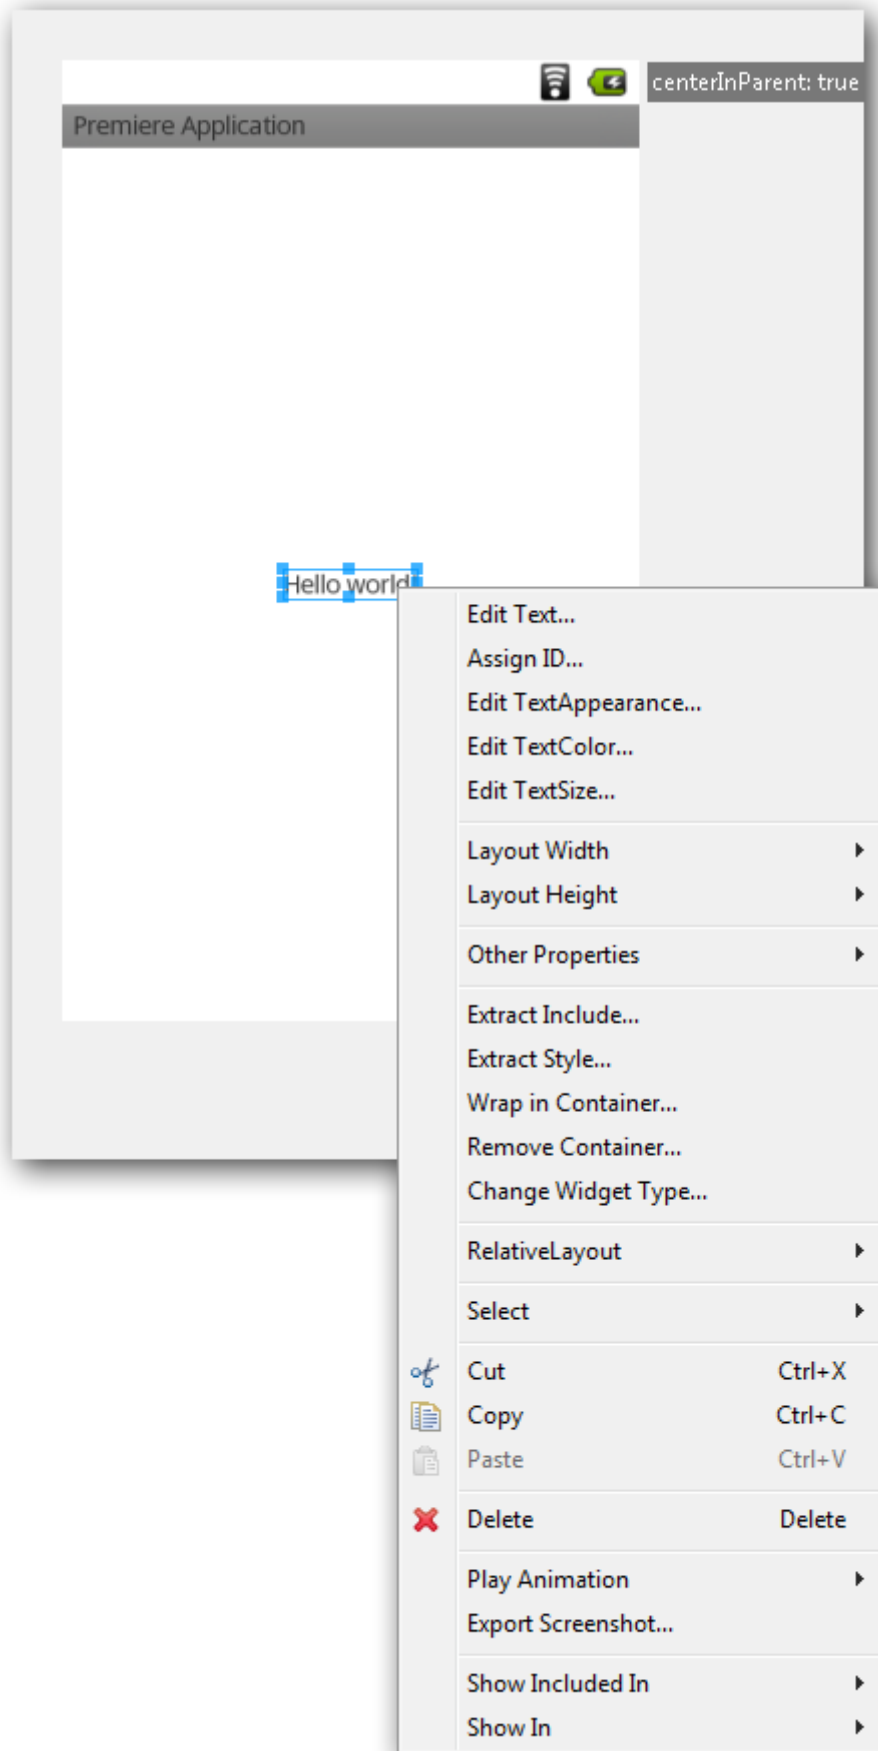 centerInParent: true
Premiere Application
Hello world
Edit Text...
Assign ID...
Edit TextAppearance...
Edit TextColor...
Edit TextSize...
Layout Width
Layout Height
Other Properties
Extract Include...
Extract Style...
Wrap in Container...
Remove Container...
Change Widget Type...
RelativeLayout
Select
Cut Ctrl+X
Copy Ctrl+C
Paste Ctrl+V
Delete Delete
Play Animation
Export Screenshot...
Show Included In
Show In